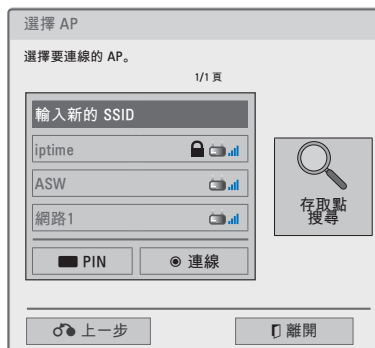 選擇 AP
選擇要連線的 AP。
1/1 頁
輸入新的 SSID
iptime
ASW
網路1
PIN
連線
存取點
搜尋
上一步
離開